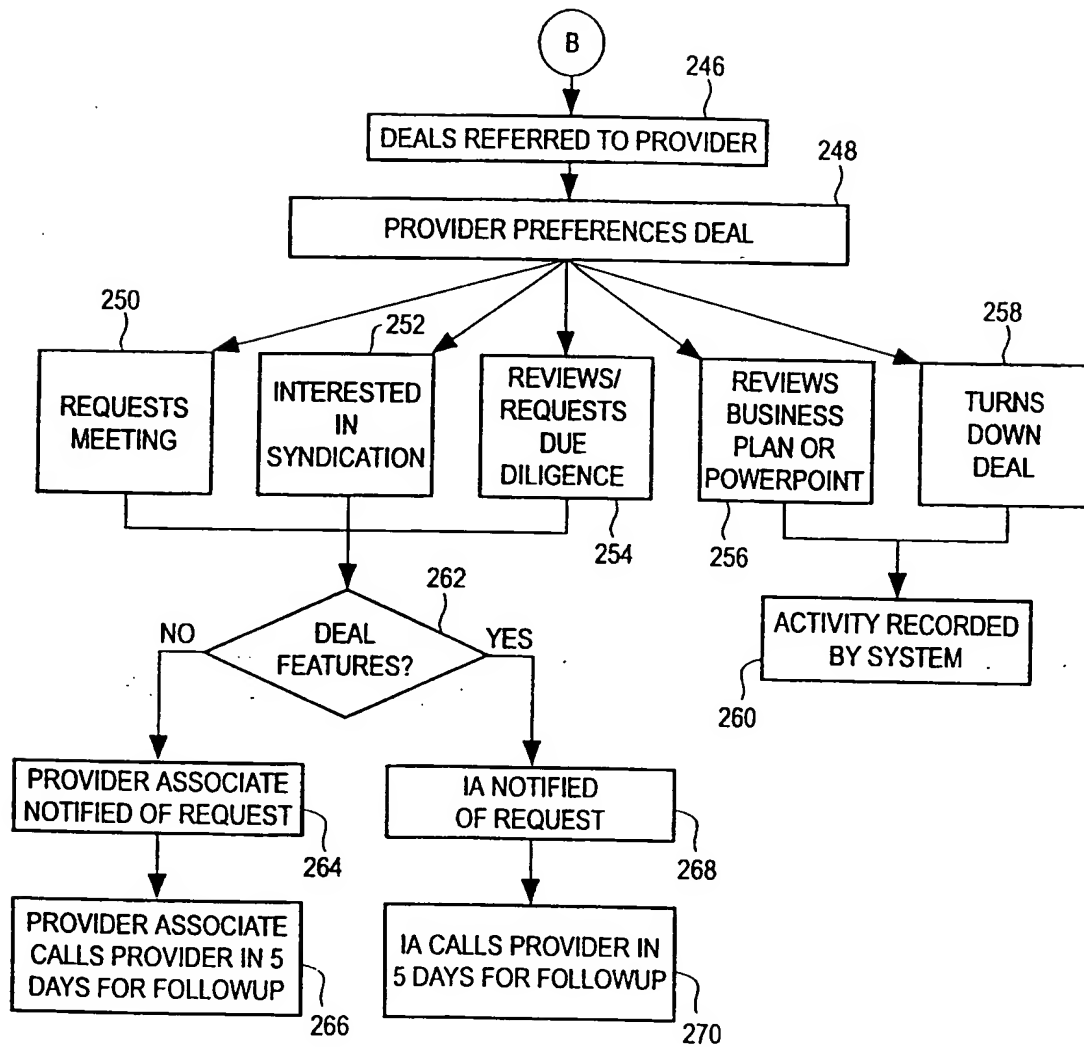 B
246
DEALS REFERRED TO PROVIDER
248
PROVIDER PREFERENCES DEAL
250
252
258
REQUESTS
MEETING
INTERESTED
IN
SYNDICATION
REVIEWS/
REQUESTS
DUE
DILIGENCE
REVIEWS
BUSINESS
PLAN OR
POWERPOINT
TURNS
DOWN
DEAL
254
256
262
NO
DEAL
FEATURES?
YES
ACTIVITY RECORDED
BY SYSTEM
260
PROVIDER ASSOCIATE
NOTIFIED OF REQUEST
264
IA NOTIFIED
OF REQUEST
268
PROVIDER ASSOCIATE
CALLS PROVIDER IN 5
DAYS FOR FOLLOWUP
266
IA CALLS PROVIDER IN
5 DAYS FOR FOLLOWUP
270